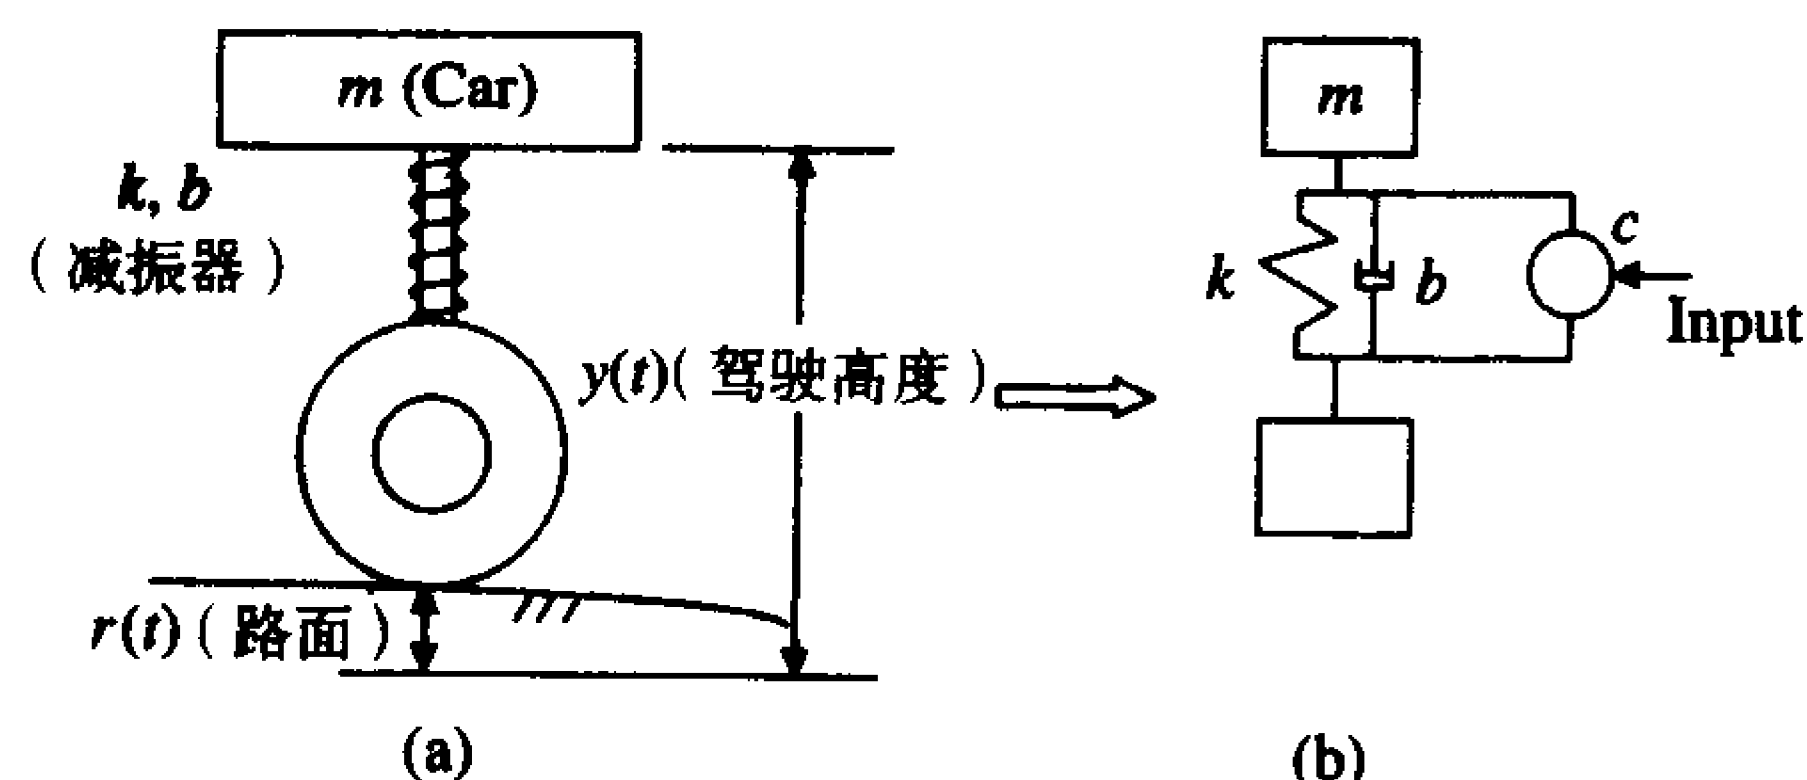 m (Car)
k, b
（减振器）
y(t)（驾驶高度）
r(t)（路面）
(a)
m
k
b
c
Input
(b)